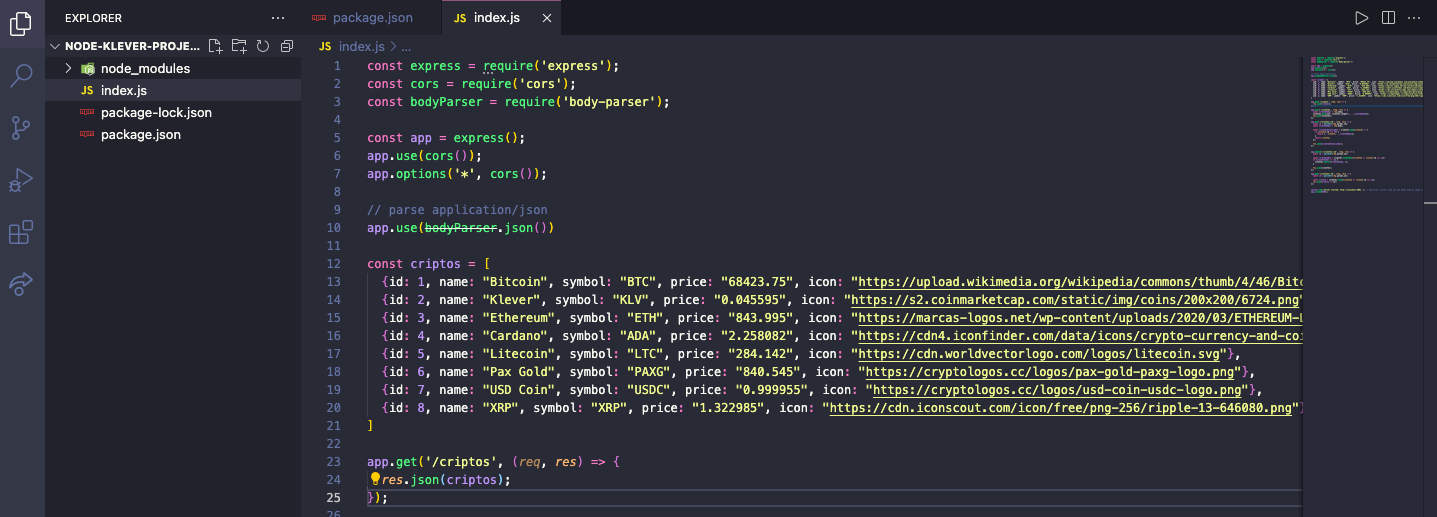 EXPLORER
NODE-KLEVER-PROJE...
node_modules
JS index.js
package-lock.json
package.json
package.json
JS index.js
JS index.js > ...
1 const express = require('express');
2 const cors = require('cors');
3 const bodyParser = require('body-parser');
4
5 const app = express();
6 app.use(cors());
7 app.options('*', cors());
8
9 // parse application/json
10 app.use(bodyParser.json())
11
12 const criptos = [
13 {id: 1, name: "Bitcoin", symbol: "BTC", price: "68423.75", icon: "https://upload.wikimedia.org/wikipedia/commons/thumb/4/46/Bitc
14 {id: 2, name: "Klever", symbol: "KLV", price: "0.045595", icon: "https://s2.coinmarketcap.com/static/img/coins/200x200/6724.png"
15 {id: 3, name: "Ethereum", symbol: "ETH", price: "843.995", icon: "https://marcas-logos.net/wp-content/uploads/2020/03/ETHEREUM-L
16 {id: 4, name: "Cardano", symbol: "ADA", price: "2.258082", icon: "https://cdn4.iconfinder.com/data/icons/crypto-currency-and-coi
17 {id: 5, name: "Litecoin", symbol: "LTC", price: "284.142", icon: "https://cdn.worldvectorlogo.com/logos/litecoin.svg"},
18 {id: 6, name: "Pax Gold", symbol: "PAXG", price: "840.545", icon: "https://cryptologos.cc/logos/pax-gold-paxg-logo.png"},
19 {id: 7, name: "USD Coin", symbol: "USDC", price: "0.999955", icon: "https://cryptologos.cc/logos/usd-coin-usdc-logo.png"},
20 {id: 8, name: "XRP", symbol: "XRP", price: "1.322985", icon: "https://cdn.iconscout.com/icon/free/png-256/ripple-13-646080.png"}
21 ]
22
23 app.get('/criptos', (req, res) => {
24 res.json(criptos);
25 });
26